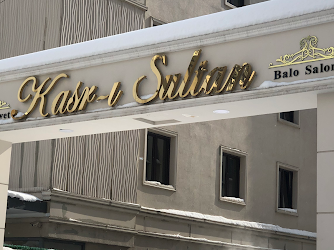 Kasr-ı Sultan
Balo Salon